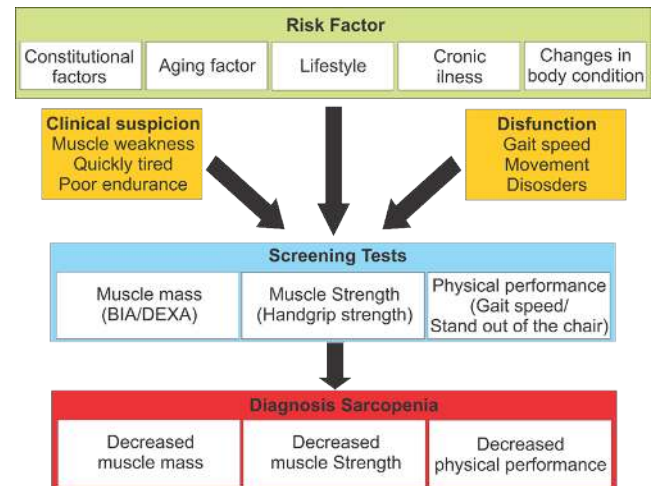 Risk Factor
Constitutional
factors
Aging factor
Lifestyle
Cronic
ilness
Changes in
body condition
Clinical suspicion
Muscle weakness
Quickly tired
Poor endurance
Disfunction
Gait speed
Movement
Disosders
Screening Tests
Muscle mass
(BIA/DEXA)
Muscle Strength
(Handgrip strength)
Physical performance
(Gait speed/
Stand out of the chair)
Diagnosis Sarcopenia
Decreased
muscle mass
Decreased
muscle Strength
Decreased
physical performance